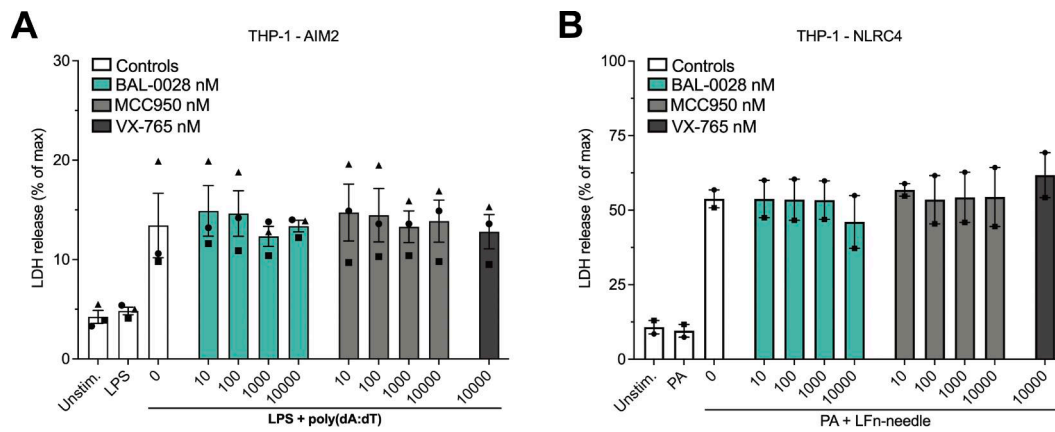 A
THP-1 - AIM2
LDH release (% of max)
30
20
10
0
Controls
BAL-0028 nM
MCC950 nM
VX-765 nM
Unstim.
LPS
0
10
100
1000
10000
10
100
1000
10000
10000
LPS + poly(dA:dT)
B
THP-1 - NLRC4
LDH release (% of max)
100
75
50
25
0
Controls
BAL-0028 nM
MCC950 nM
VX-765 nM
Unstim.
PA
0
10
100
1000
10000
10
100
1000
10000
10000
PA + LFn-needle